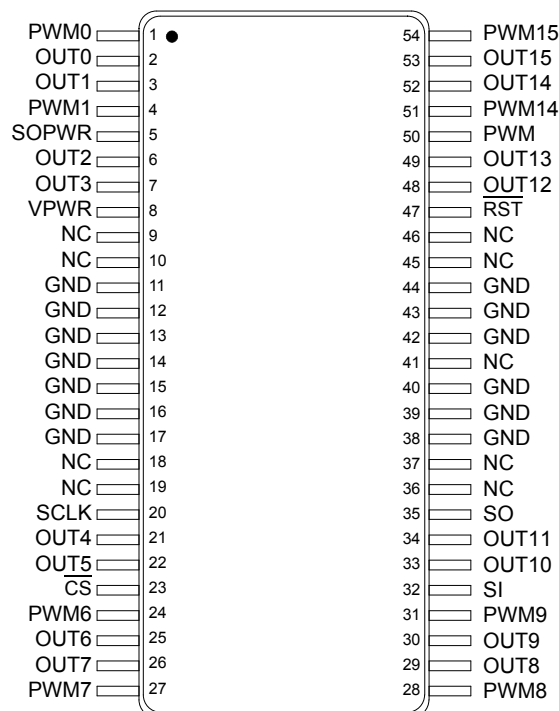 PWM0 1 54 PWM15
OUT0 2 53 OUT15
OUT1 3 52 OUT14
PWM1 4 51 PWM14
SOPWR 5 50 PWM
OUT2 6 49 OUT13
OUT3 7 48 OUT12
VPWR 8 47 RST
NC 9 46 NC
NC 10 45 NC
GND 11 44 GND
GND 12 43 GND
GND 13 42 GND
GND 14 41 NC
GND 15 40 GND
GND 16 39 GND
GND 17 38 GND
NC 18 37 NC
NC 19 36 NC
SCLK 20 35 SO
OUT4 21 34 OUT11
OUT5 22 33 OUT10
CS 23 32 SI
PWM6 24 31 PWM9
OUT6 25 30 OUT9
OUT7 26 29 OUT8
PWM7 27 28 PWM8